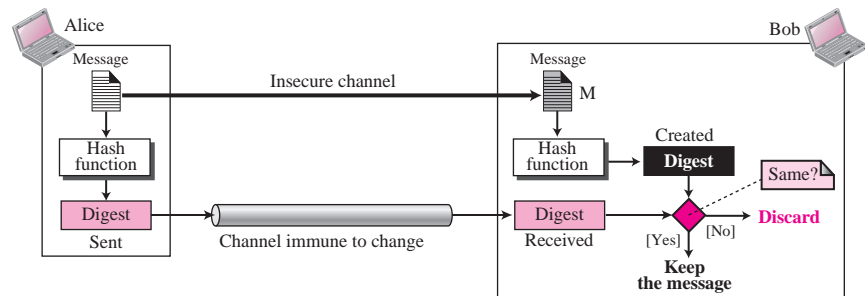 Alice
Bob
Message
Insecure channel
Message
M
Hash
function
Hash
function
Created
Digest
Same?
Digest
Sent
Channel immune to change
Digest
Received
[Yes]
[No]
Discard
Keep
the message